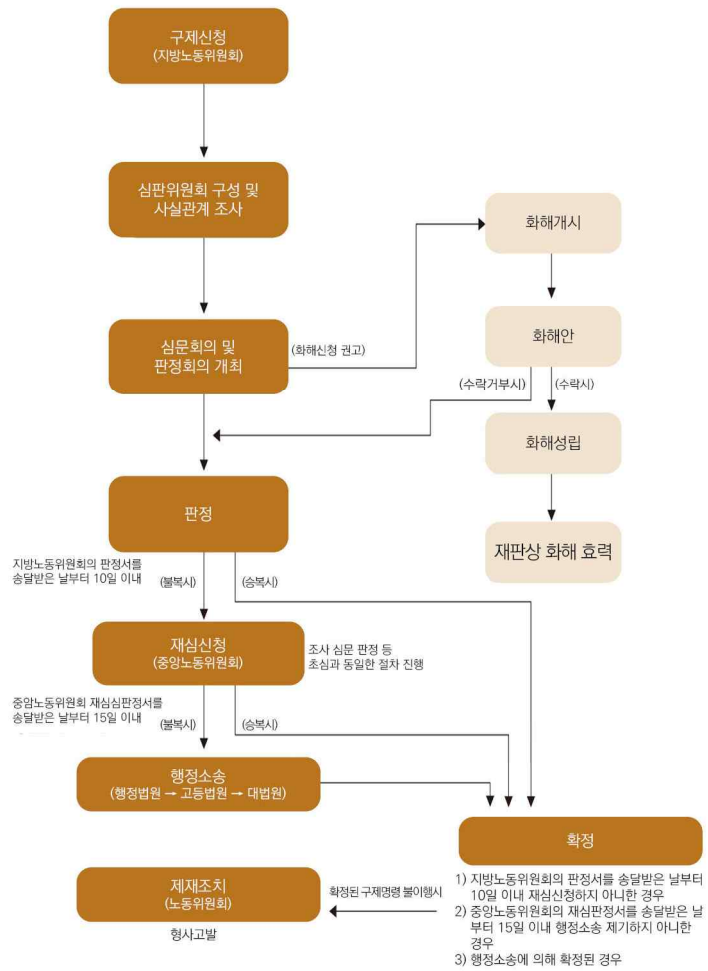 구제신청
(지방노동위원회)
심판위원회 구성 및
사실관계 조사
화해개시
심문회의 및
판정회의 개최
(화해신청 권고)
화해안
(수락거부시)
(수락시)
화해성립
판정
재판상 화해 효력
지방노동위원회의 판정서를
송달받은 날부터 10일 이내
(불복시)
(승복시)
재심신청
(중앙노동위원회)
조사 심문 판정 등
초심과 동일한 절차 진행
중앙노동위원회 재심심판정서를
송달받은 날부터 15일 이내
(불복시)
(승복시)
행정소송
(행정법원 → 고등법원 → 대법원)
확정
1) 지방노동위원회의 판정서를 송달받은 날부터
10일 이내 재심신청하지 아니한 경우
2) 중앙노동위원회의 재심판정서를 송달받은 날
부터 15일 이내 행정소송 제기하지 아니한
경우
3) 행정소송에 의해 확정된 경우
확정된 구제명령 불이행시
제재조치
(노동위원회)
형사고발